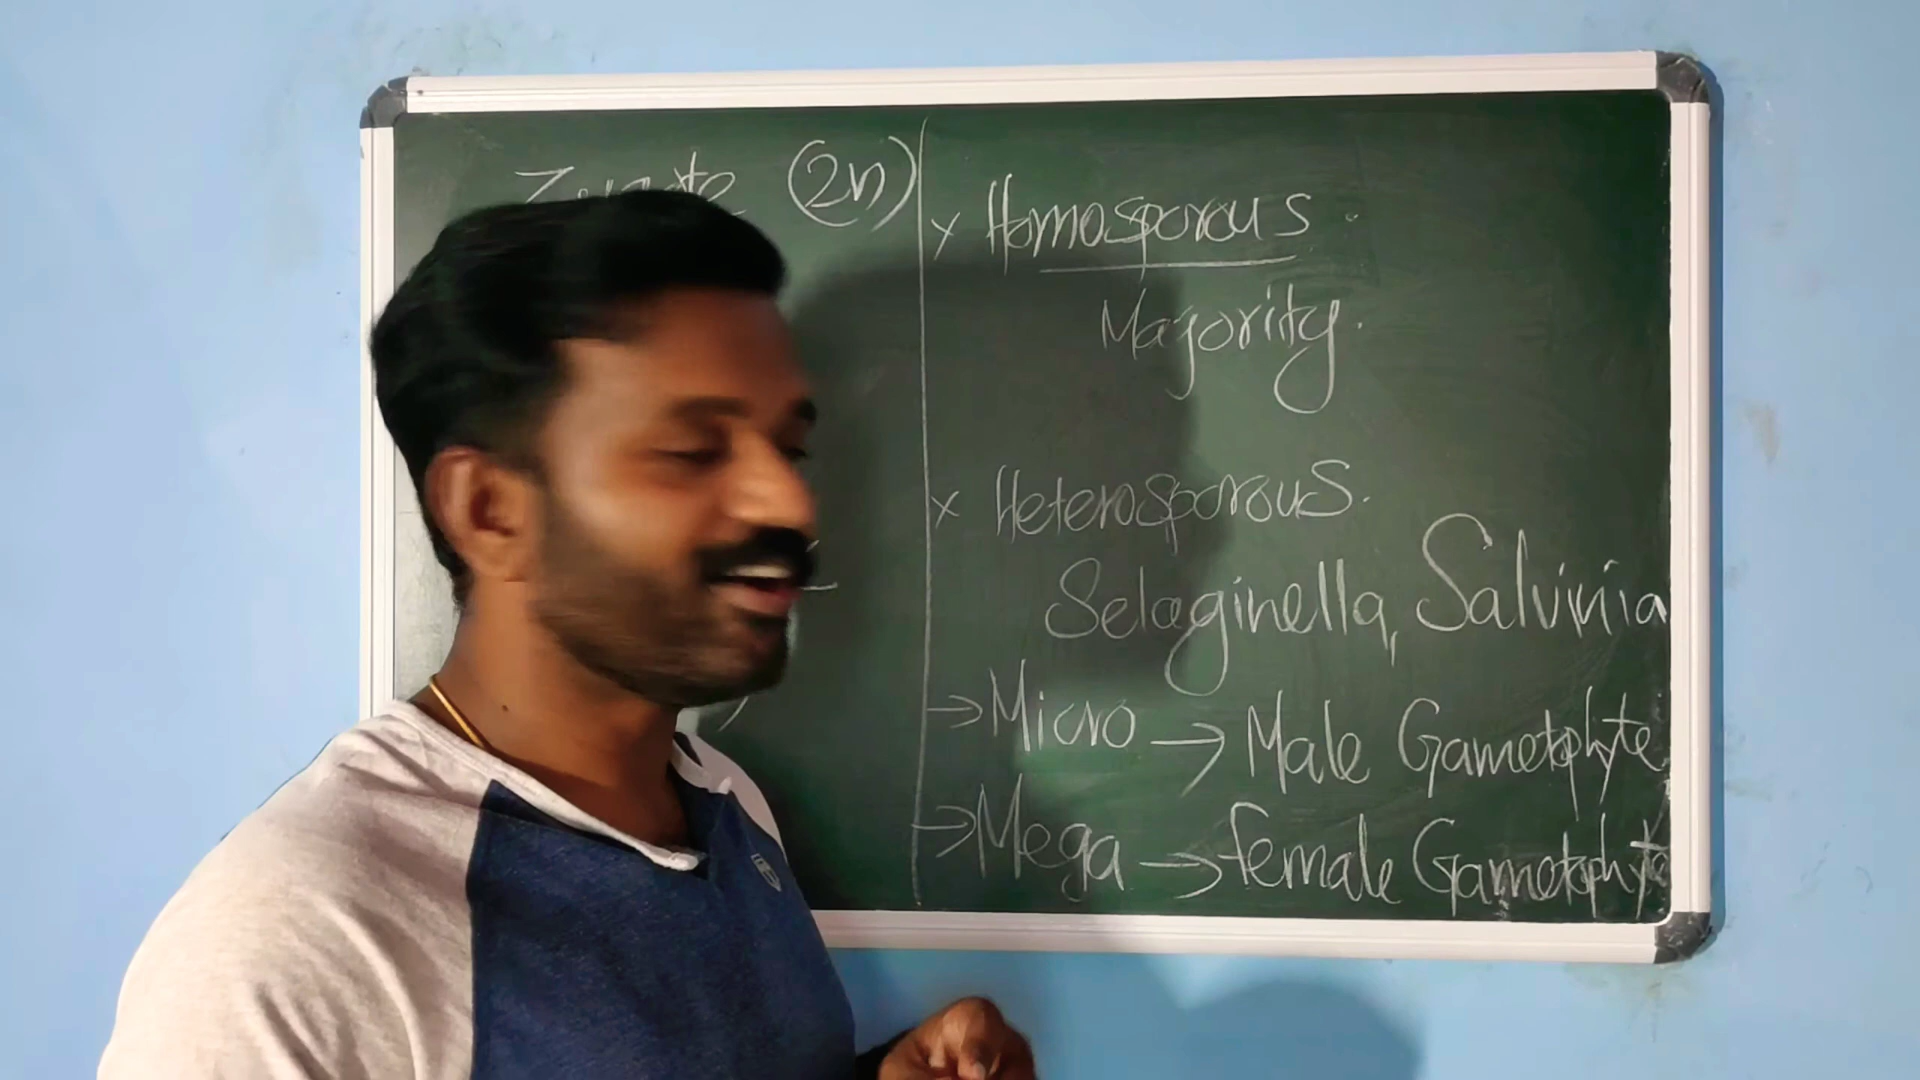 Zygote (2n)
x Homosporous.
Majority.
x Heterosporous.
Selaginella, Salvinia
→ Micro → Male Gametophyte
→ Mega → Female Gametophyte